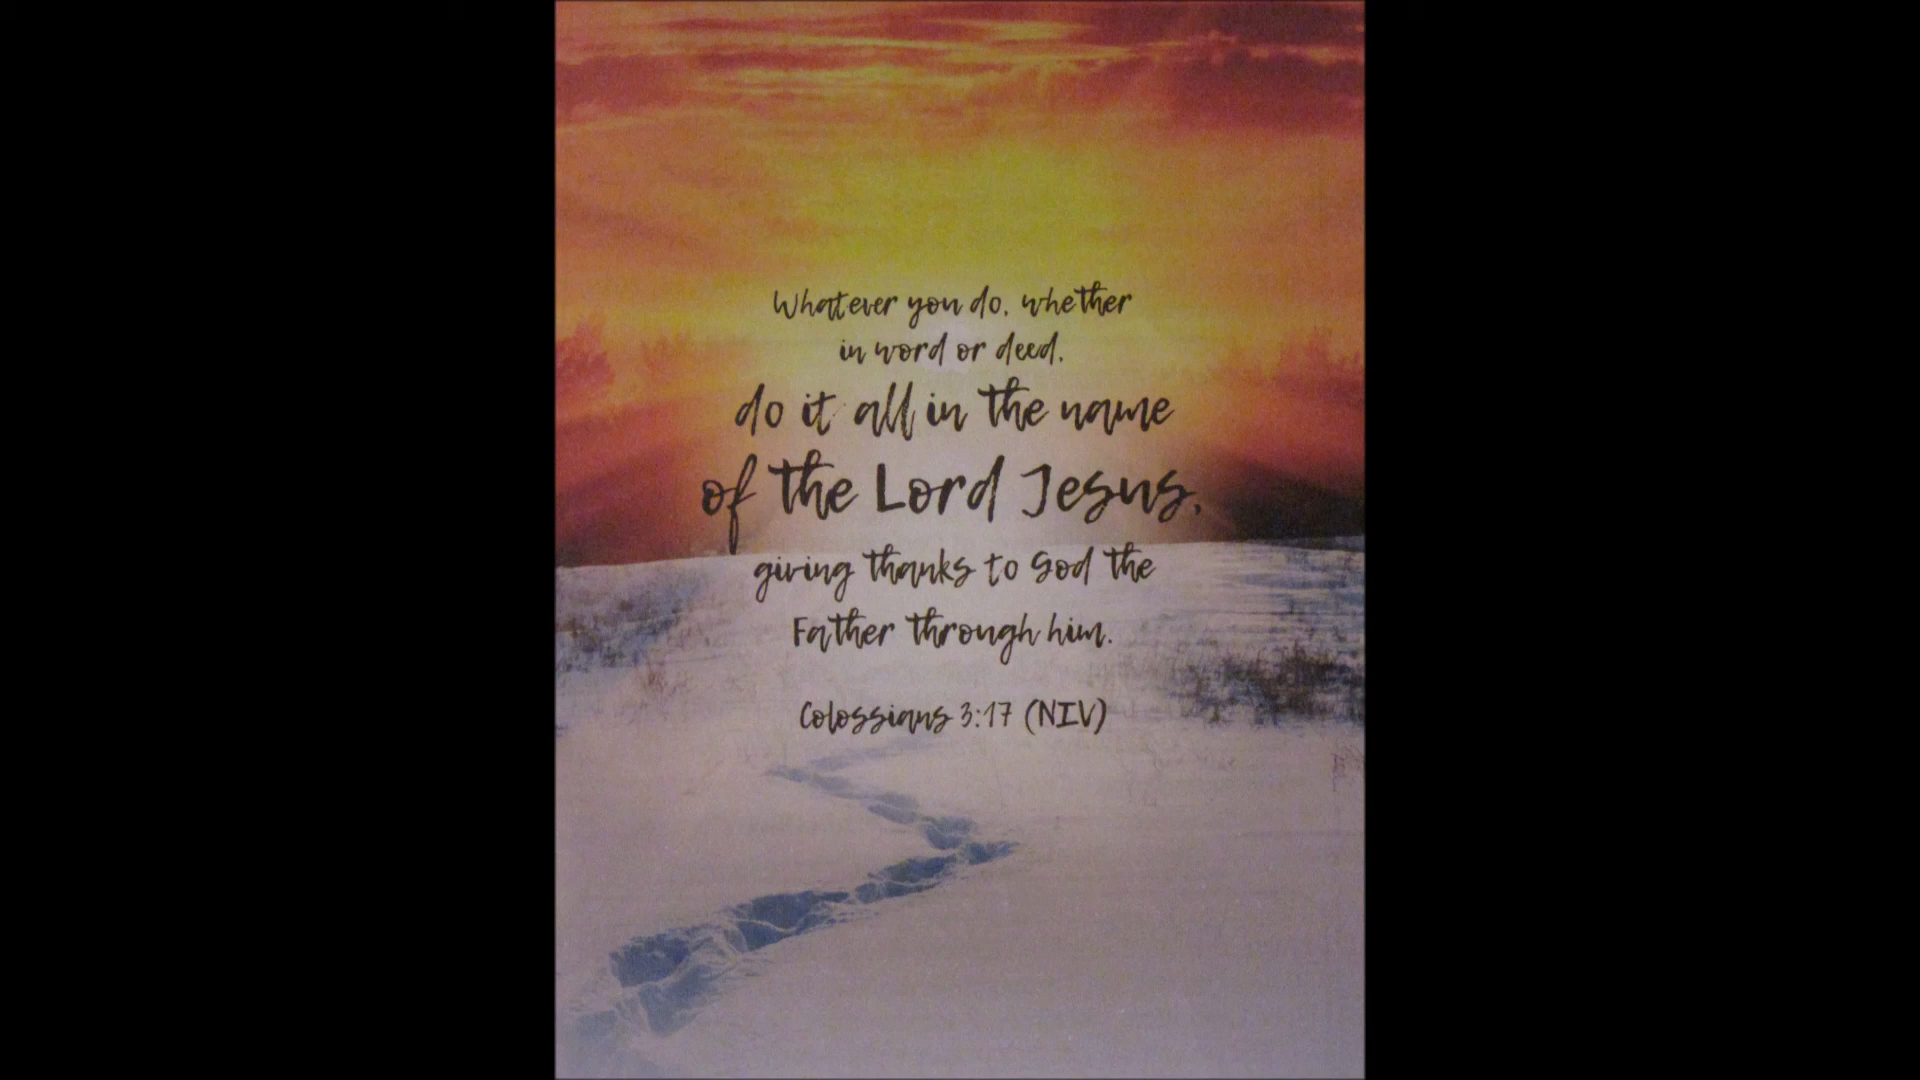 Whatever you do, whether
in word or deed,
do it all in the name
of the Lord Jesus,
giving thanks to God the
Father through him.
Colossians 3:17 (NIV)